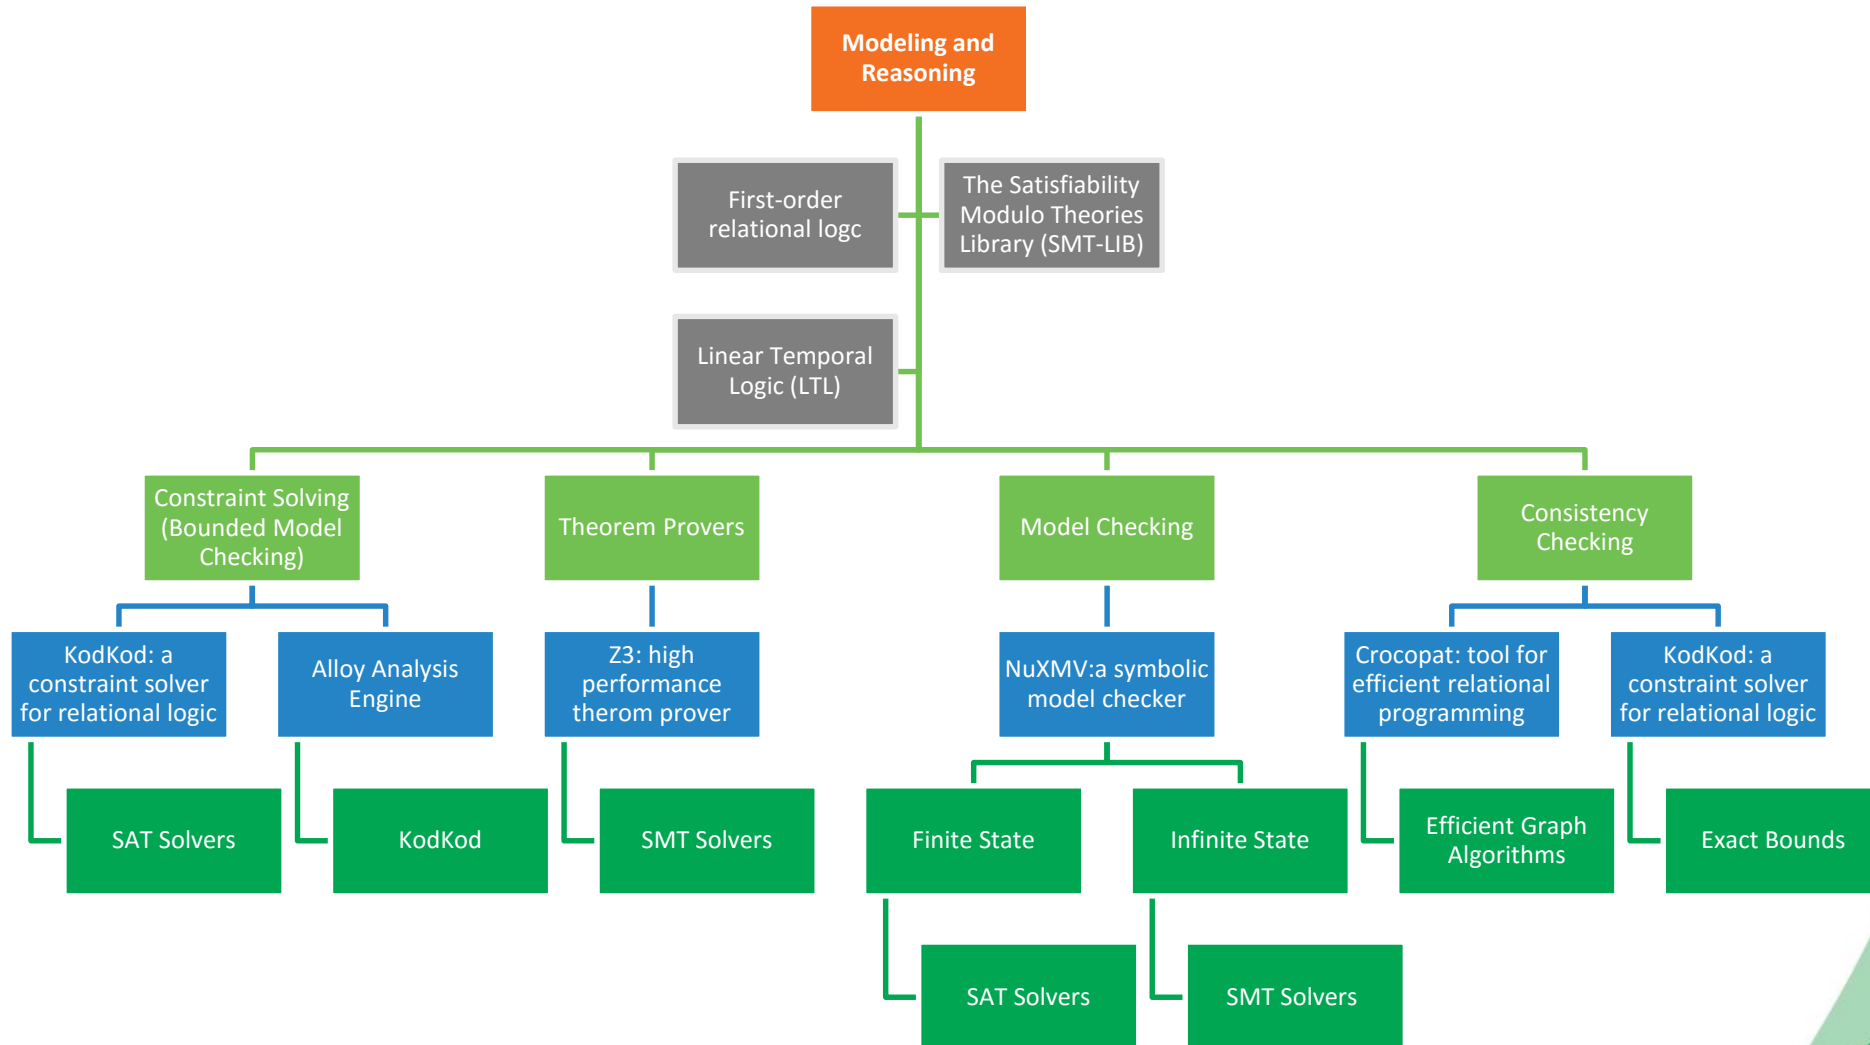 Modeling and
Reasoning
First-order
relational logc
The Satisfiability
Modulo Theories
Library (SMT-LIB)
Linear Temporal
Logic (LTL)
Constraint Solving
(Bounded Model
Checking)
Theorem Provers
Model Checking
Consistency
Checking
KodKod: a
constraint solver
for relational logic
Alloy Analysis
Engine
Z3: high
performance
therom prover
NuXMV:a symbolic
model checker
Crocopat: tool for
efficient relational
programming
KodKod: a
constraint solver
for relational logic
SAT Solvers
KodKod
SMT Solvers
Finite State
Infinite State
Efficient Graph
Algorithms
Exact Bounds
SAT Solvers
SMT Solvers